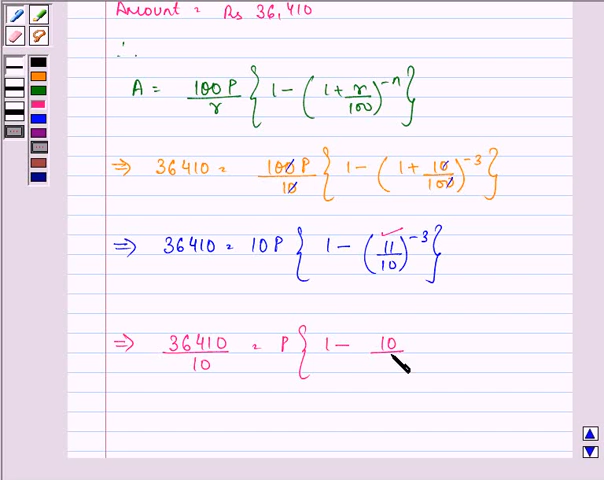 Amount = Rs 36,410
∴
A = 100P/r { 1 - (1 + r/100)^-n }
⇒ 36410 = 100P/10 { 1 - (1 + 10/100)^-3 }
⇒ 36410 = 10P { 1 - (11/10)^-3 }
⇒ 36410/10 = P { 1 - 10/